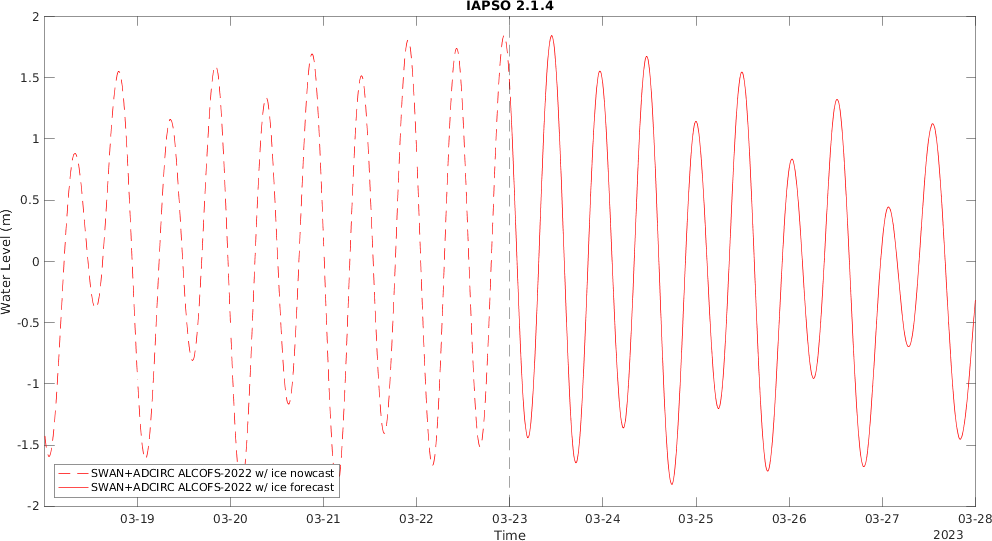 IAPSO 2.1.4
2
1.5
1
0.5
0
-0.5
-1
-1.5
-2
Water Level (m)
SWAN+ADCIRC ALCOFS-2022 w/ ice nowcast
SWAN+ADCIRC ALCOFS-2022 w/ ice forecast
03-19 03-20 03-21 03-22 03-23 03-24 03-25 03-26 03-27 03-28
Time
2023